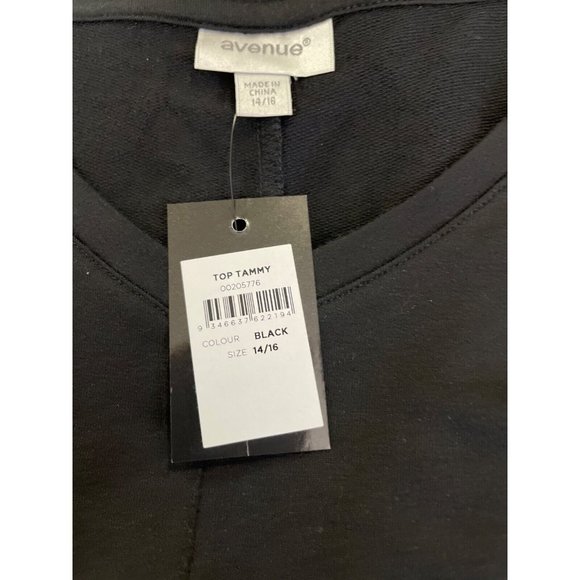 avenue®
MADE IN
CHINA
14/16
TOP TAMMY
00205776
9 346637 622194
COLOUR BLACK
SIZE 14/16